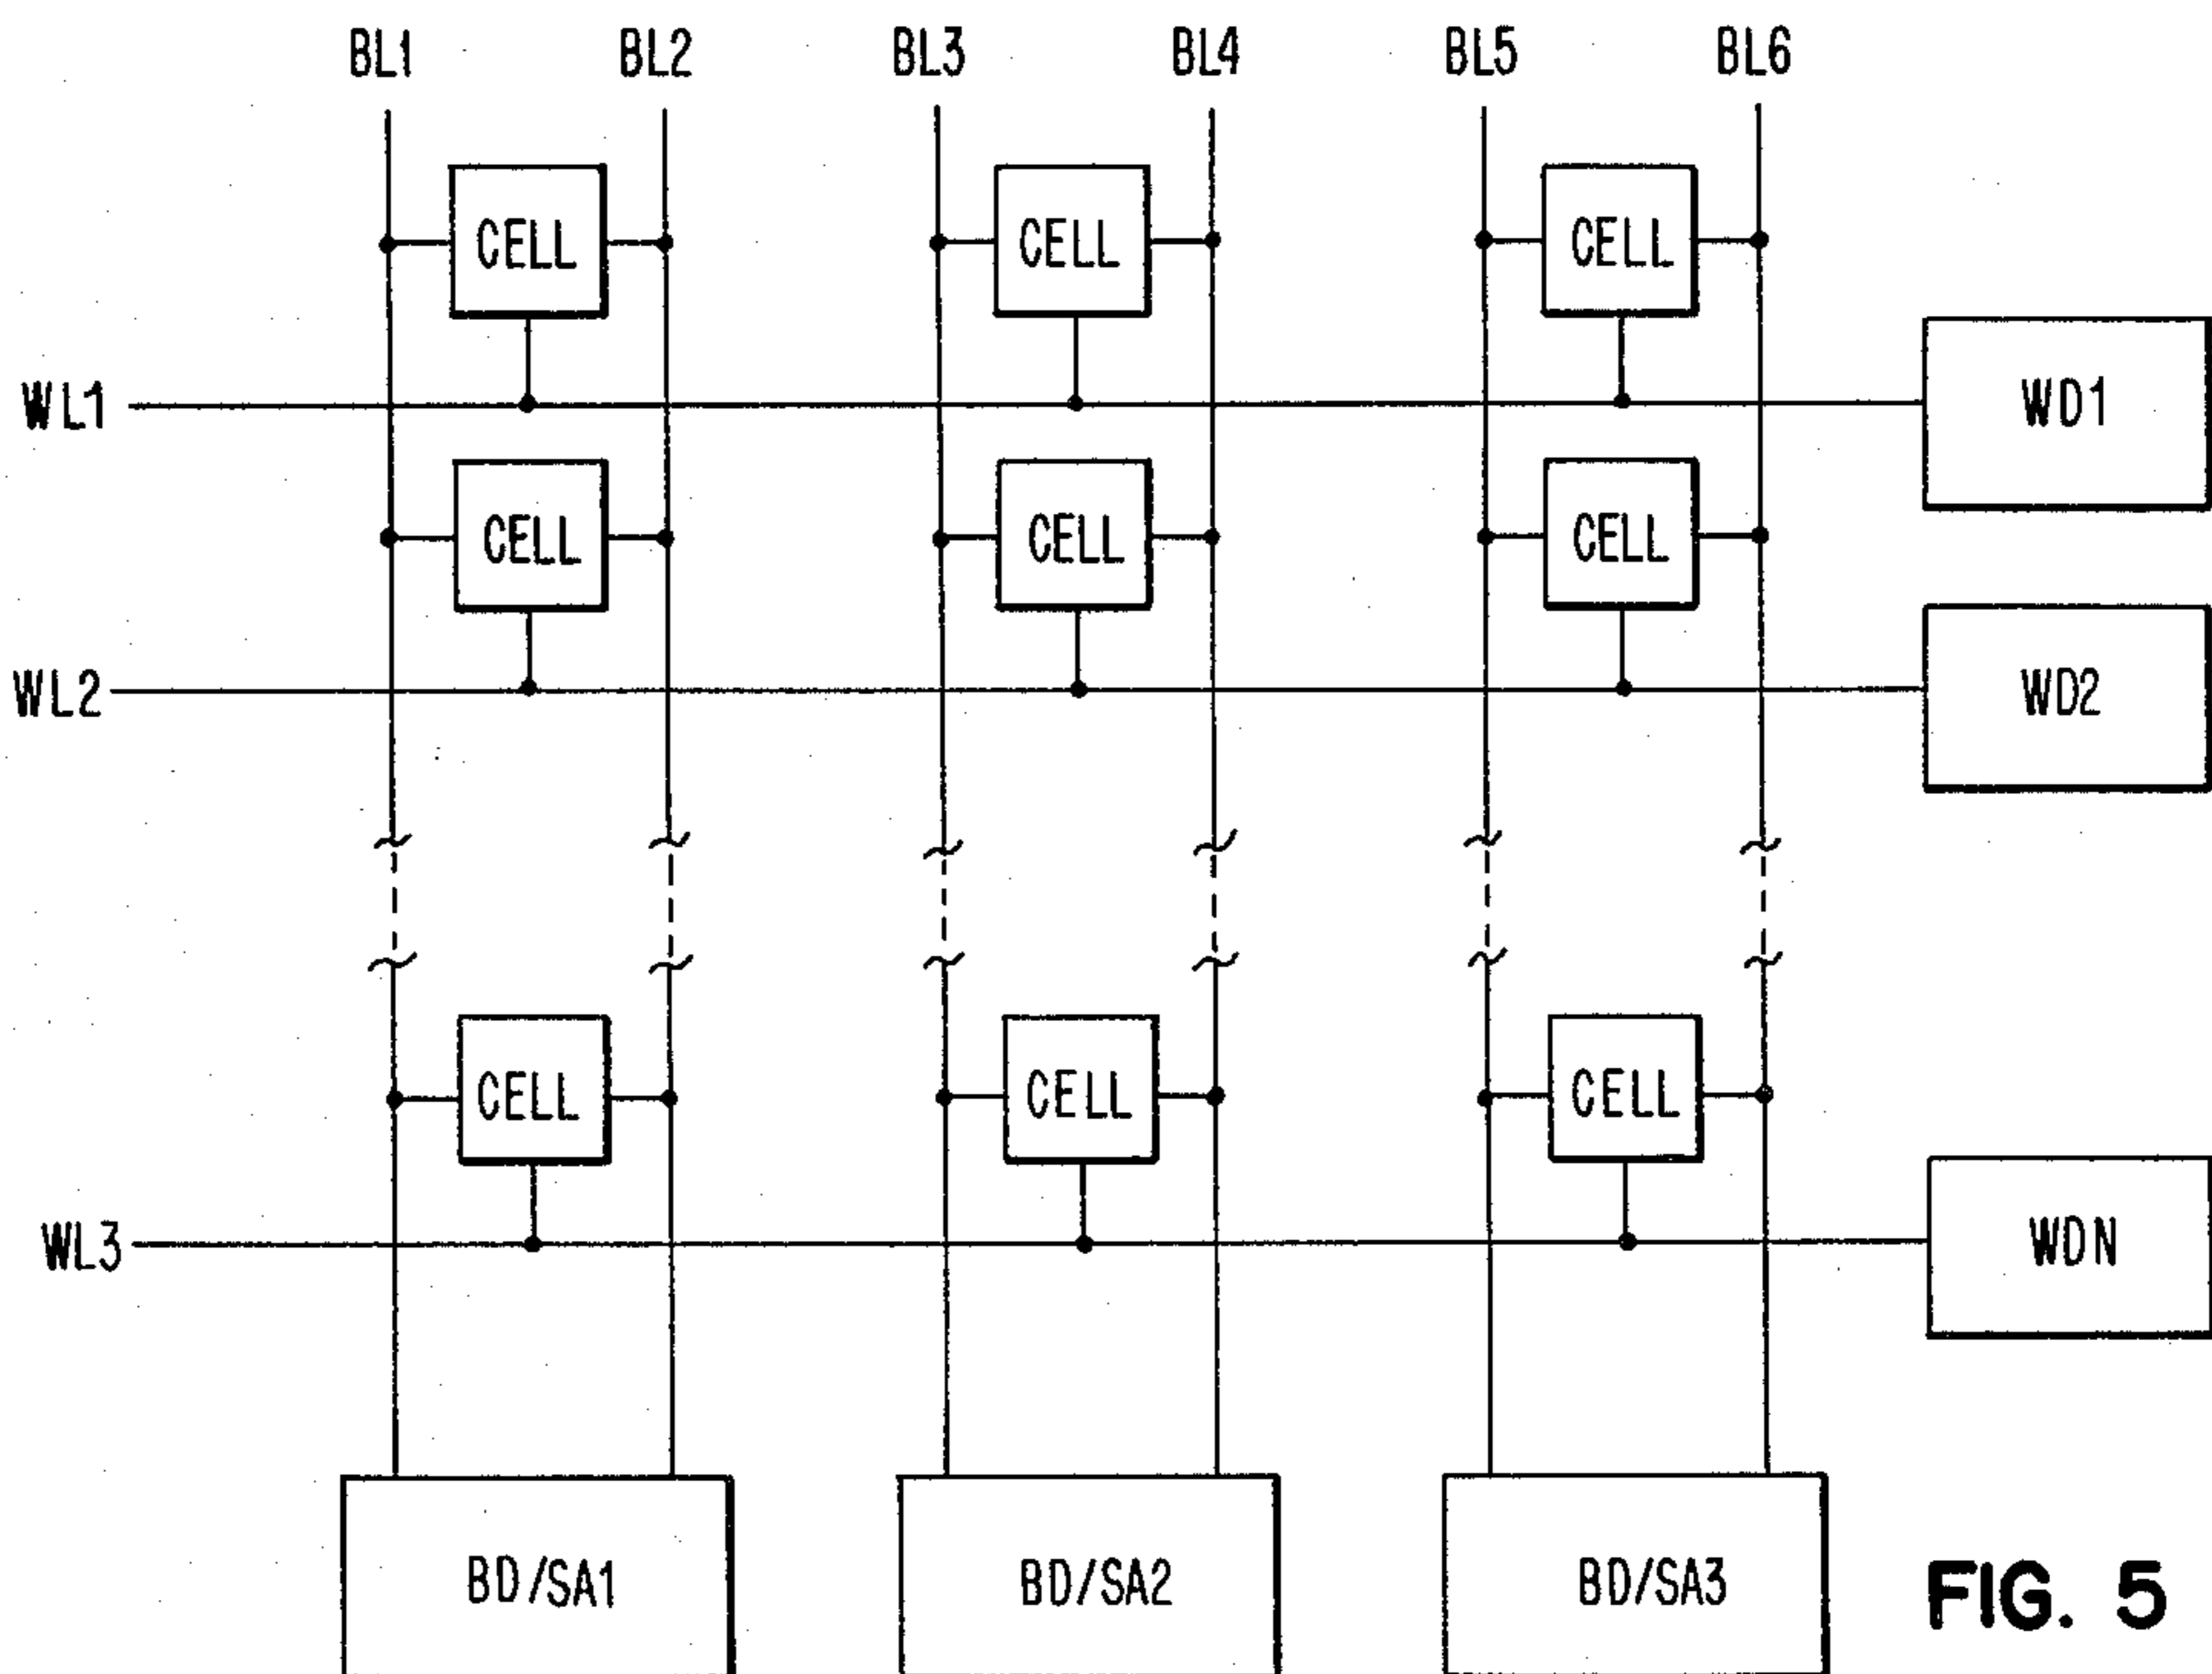 BL1 BL2 BL3 BL4 BL5 BL6
CELL CELL CELL
WL1 WD1
CELL CELL CELL
WL2 WD2
CELL CELL CELL
WL3 WDN
BD/SA1 BD/SA2 BD/SA3
FIG. 5